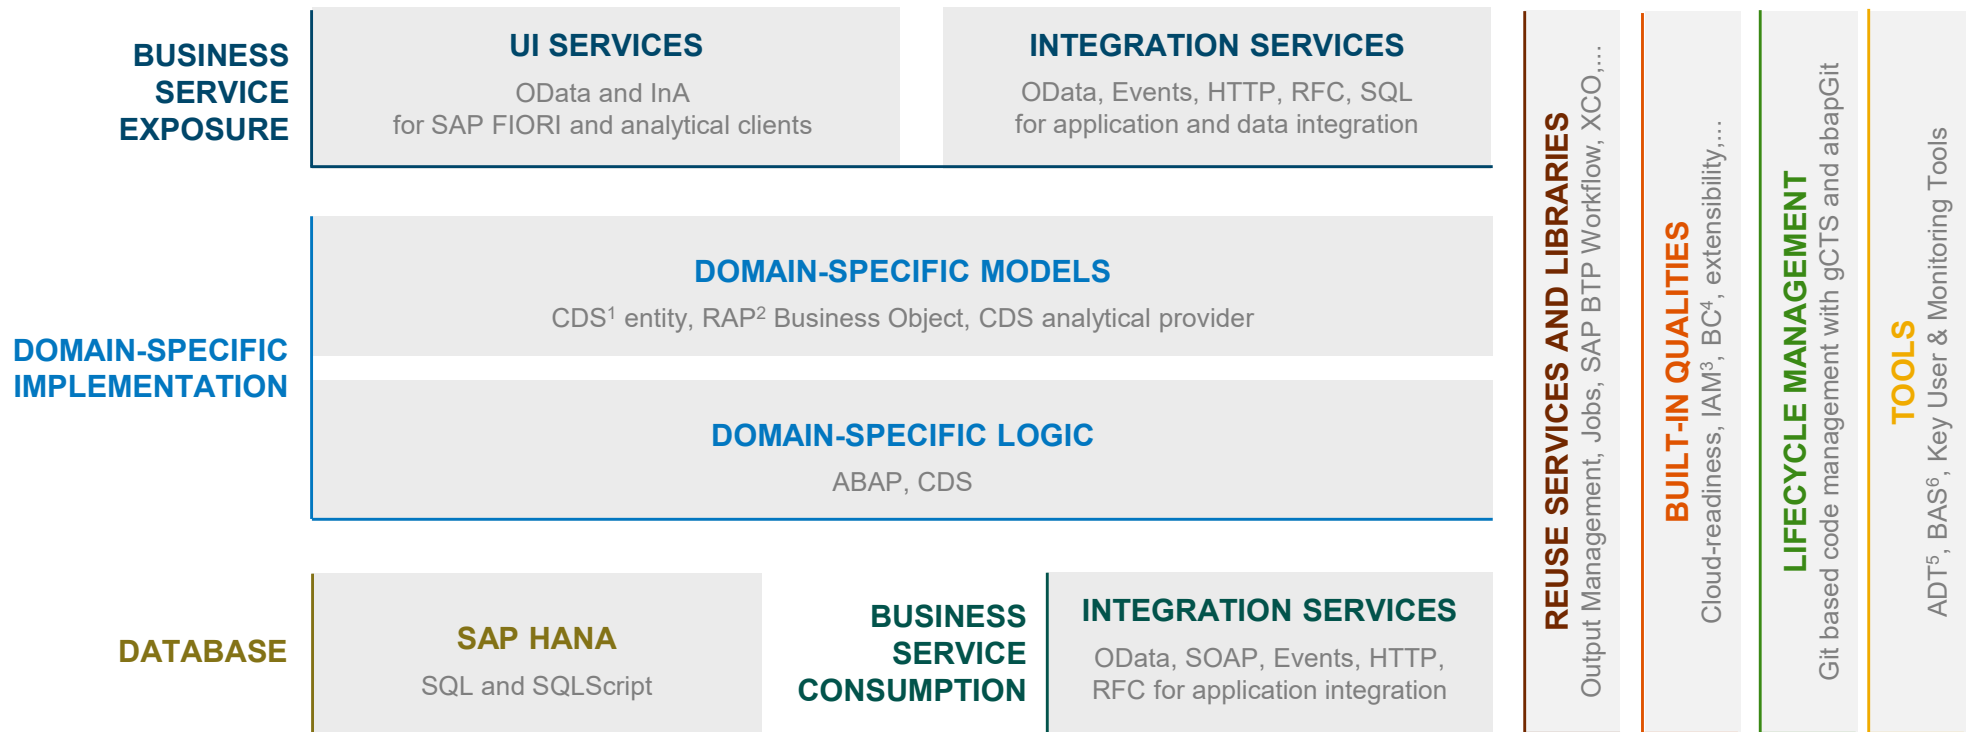 BUSINESS
SERVICE
EXPOSURE
UI SERVICES
OData and InA
for SAP FIORI and analytical clients
INTEGRATION SERVICES
OData, Events, HTTP, RFC, SQL
for application and data integration
DOMAIN-SPECIFIC
IMPLEMENTATION
DOMAIN-SPECIFIC MODELS
CDS¹ entity, RAP² Business Object, CDS analytical provider
DOMAIN-SPECIFIC LOGIC
ABAP, CDS
DATABASE
SAP HANA
SQL and SQLScript
BUSINESS
SERVICE
CONSUMPTION
INTEGRATION SERVICES
OData, SOAP, Events, HTTP,
RFC for application integration
REUSE SERVICES AND LIBRARIES
Output Management, Jobs, SAP BTP Workflow, XCO,...
BUILT-IN QUALITIES
Cloud-readiness, IAM³, BC⁴, extensibility,...
LIFECYCLE MANAGEMENT
Git based code management with gCTS and abapGit
TOOLS
ADT⁵, BAS⁶, Key User & Monitoring Tools